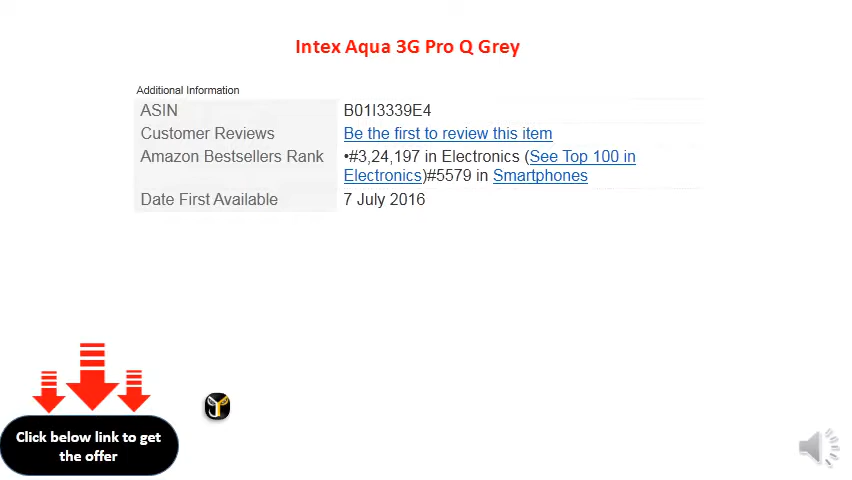 Intex Aqua 3G Pro Q Grey
Additional Information
ASIN B01I3339E4
Customer Reviews Be the first to review this item
Amazon Bestsellers Rank •#3,24,197 in Electronics (See Top 100 in
Electronics)#5579 in Smartphones
Date First Available 7 July 2016
Click below link to get
the offer